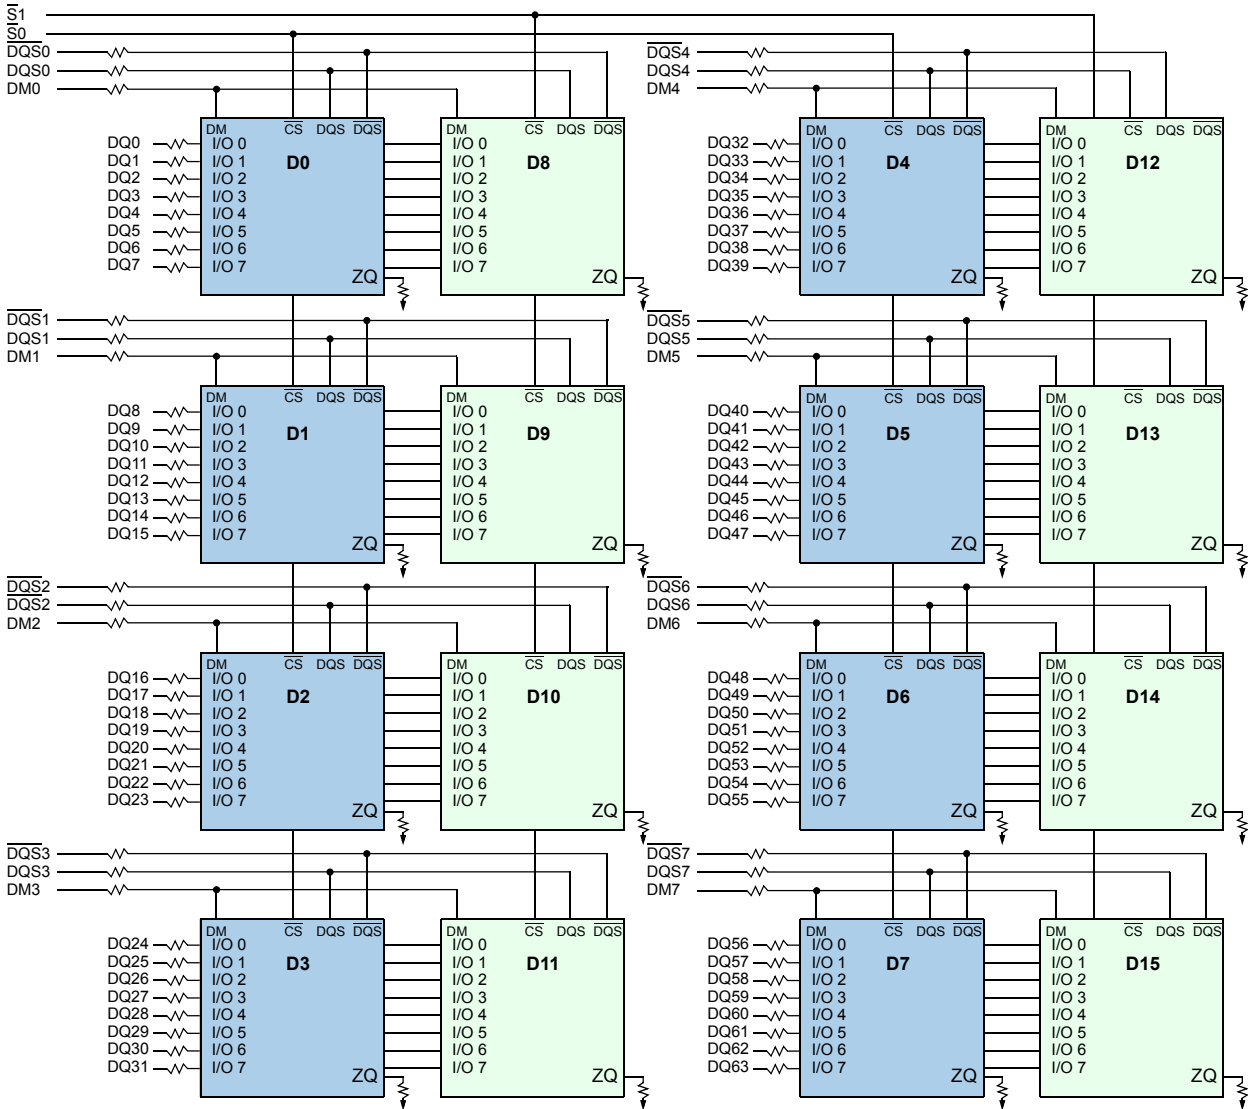 S1
S0
DQS0
DQS0
DM0
DM CS DQS DQS
DM CS DQS DQS
DQ0 I/O 0 I/O 0
DQ1 I/O 1 D0 I/O 1 D8
DQ2 I/O 2 I/O 2
DQ3 I/O 3 I/O 3
DQ4 I/O 4 I/O 4
DQ5 I/O 5 I/O 5
DQ6 I/O 6 I/O 6
DQ7 I/O 7 I/O 7
ZQ ZQ
DQS4
DQS4
DM4
DM CS DQS DQS
DM CS DQS DQS
DQ32 I/O 0 I/O 0
DQ33 I/O 1 D4 I/O 1 D12
DQ34 I/O 2 I/O 2
DQ35 I/O 3 I/O 3
DQ36 I/O 4 I/O 4
DQ37 I/O 5 I/O 5
DQ38 I/O 6 I/O 6
DQ39 I/O 7 I/O 7
ZQ ZQ
DQS1
DQS1
DM1
DM CS DQS DQS
DM CS DQS DQS
DQ8 I/O 0 I/O 0
DQ9 I/O 1 D1 I/O 1 D9
DQ10 I/O 2 I/O 2
DQ11 I/O 3 I/O 3
DQ12 I/O 4 I/O 4
DQ13 I/O 5 I/O 5
DQ14 I/O 6 I/O 6
DQ15 I/O 7 I/O 7
ZQ ZQ
DQS5
DQS5
DM5
DM CS DQS DQS
DM CS DQS DQS
DQ40 I/O 0 I/O 0
DQ41 I/O 1 D5 I/O 1 D13
DQ42 I/O 2 I/O 2
DQ43 I/O 3 I/O 3
DQ44 I/O 4 I/O 4
DQ45 I/O 5 I/O 5
DQ46 I/O 6 I/O 6
DQ47 I/O 7 I/O 7
ZQ ZQ
DQS2
DQS2
DM2
DM CS DQS DQS
DM CS DQS DQS
DQ16 I/O 0 I/O 0
DQ17 I/O 1 D2 I/O 1 D10
DQ18 I/O 2 I/O 2
DQ19 I/O 3 I/O 3
DQ20 I/O 4 I/O 4
DQ21 I/O 5 I/O 5
DQ22 I/O 6 I/O 6
DQ23 I/O 7 I/O 7
ZQ ZQ
DQS6
DQS6
DM6
DM CS DQS DQS
DM CS DQS DQS
DQ48 I/O 0 I/O 0
DQ49 I/O 1 D6 I/O 1 D14
DQ50 I/O 2 I/O 2
DQ51 I/O 3 I/O 3
DQ52 I/O 4 I/O 4
DQ53 I/O 5 I/O 5
DQ54 I/O 6 I/O 6
DQ55 I/O 7 I/O 7
ZQ ZQ
DQS3
DQS3
DM3
DM CS DQS DQS
DM CS DQS DQS
DQ24 I/O 0 I/O 0
DQ25 I/O 1 D3 I/O 1 D11
DQ26 I/O 2 I/O 2
DQ27 I/O 3 I/O 3
DQ28 I/O 4 I/O 4
DQ29 I/O 5 I/O 5
DQ30 I/O 6 I/O 6
DQ31 I/O 7 I/O 7
ZQ ZQ
DQS7
DQS7
DM7
DM CS DQS DQS
DM CS DQS DQS
DQ56 I/O 0 I/O 0
DQ57 I/O 1 D7 I/O 1 D15
DQ58 I/O 2 I/O 2
DQ59 I/O 3 I/O 3
DQ60 I/O 4 I/O 4
DQ61 I/O 5 I/O 5
DQ62 I/O 6 I/O 6
DQ63 I/O 7 I/O 7
ZQ ZQ